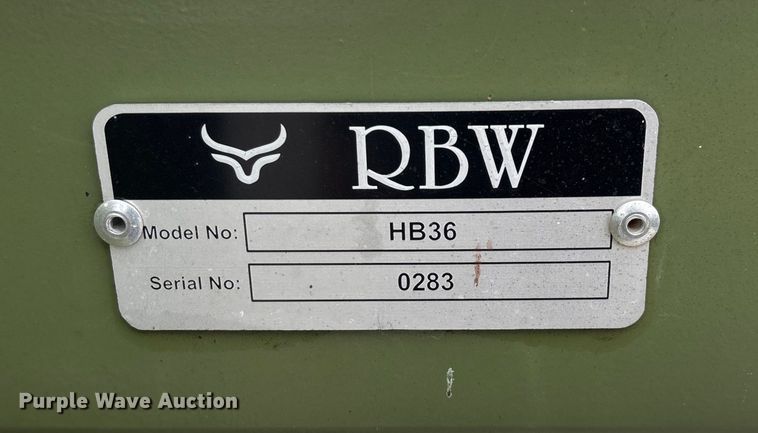 RBW
Model No: HB36
Serial No: 0283
Purple Wave Auction